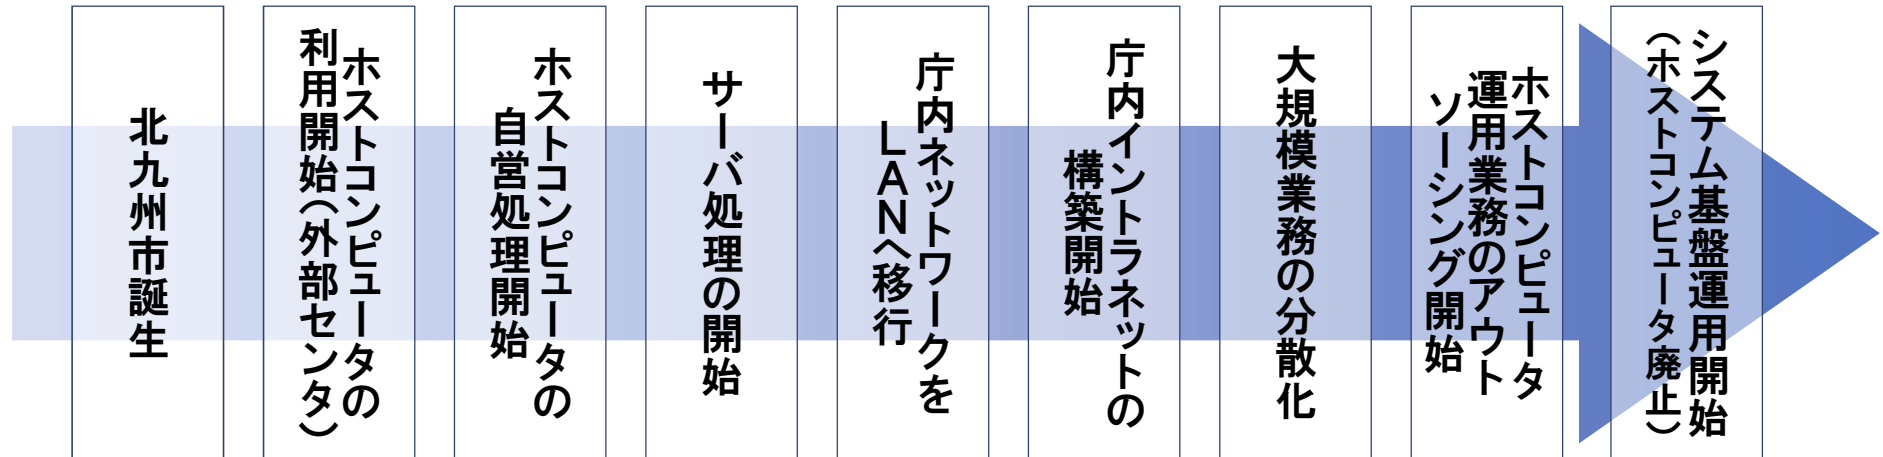 北九州市誕生
ホストコンピュータの
利用開始（外部センタ）
ホストコンピュータの
自営処理開始
サーバ処理の開始
庁内ネットワークを
ＬＡＮへ移行
庁内イントラネットの
構築開始
大規模業務の分散化
ホストコンピュータ
運用業務のアウト
ソーシング開始
システム基盤運用開始
（ホストコンピュータ廃止）